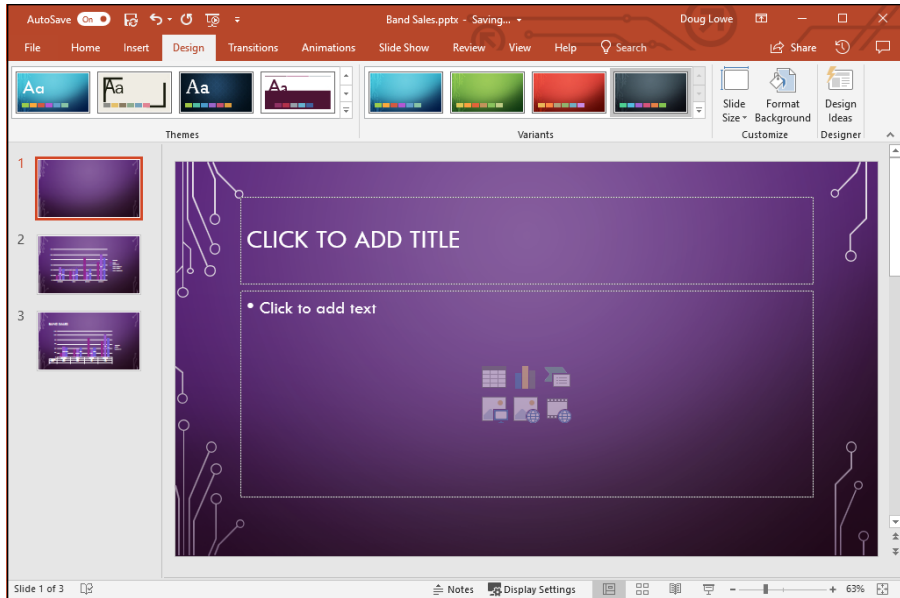 AutoSave On Band Sales.pptx - Saving... Doug Lowe
File Home Insert Design Transitions Animations Slide Show Review View Help Search Share
Aa Aa Aa Aa
Slide Size Format Background Design Ideas
Themes Variants Customize Designer
1
2
3
CLICK TO ADD TITLE
• Click to add text
Slide 1 of 3 Notes Display Settings 63%